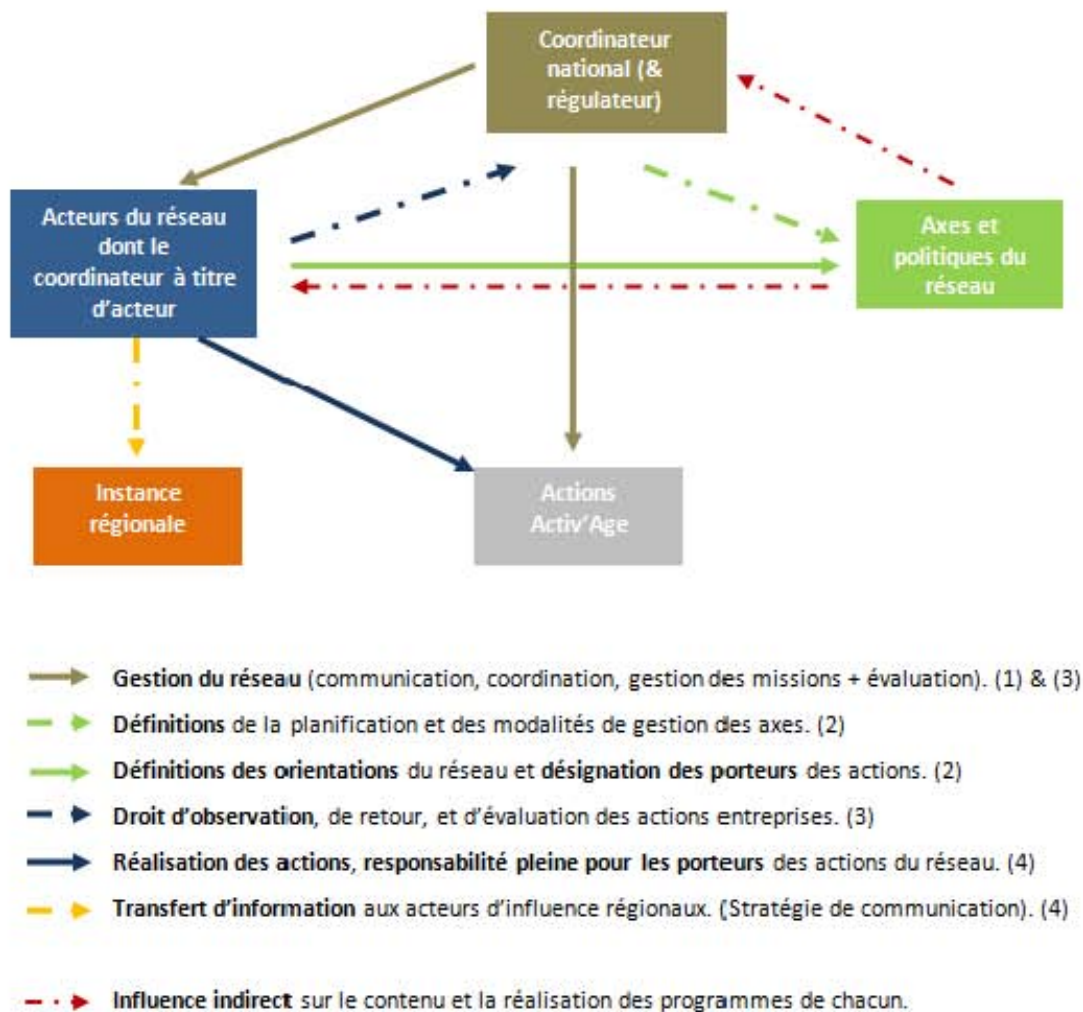 Coordinateur
national (&
régulateur)
Acteurs du réseau
dont le
coordinateur à titre
d'acteur
Axes et
politiques du
réseau
Instance
régionale
Actions
Activ'Age
Gestion du réseau (communication, coordination, gestion des missions + évaluation). (1) & (3)
Définitions de la planification et des modalités de gestion des axes. (2)
Définitions des orientations du réseau et désignation des porteurs des actions. (2)
Droit d'observation, de retour, et d'évaluation des actions entreprises. (3)
Réalisation des actions, responsabilité pleine pour les porteurs des actions du réseau. (4)
Transfert d'information aux acteurs d'influence régionaux. (Stratégie de communication). (4)
Influence indirect sur le contenu et la réalisation des programmes de chacun.